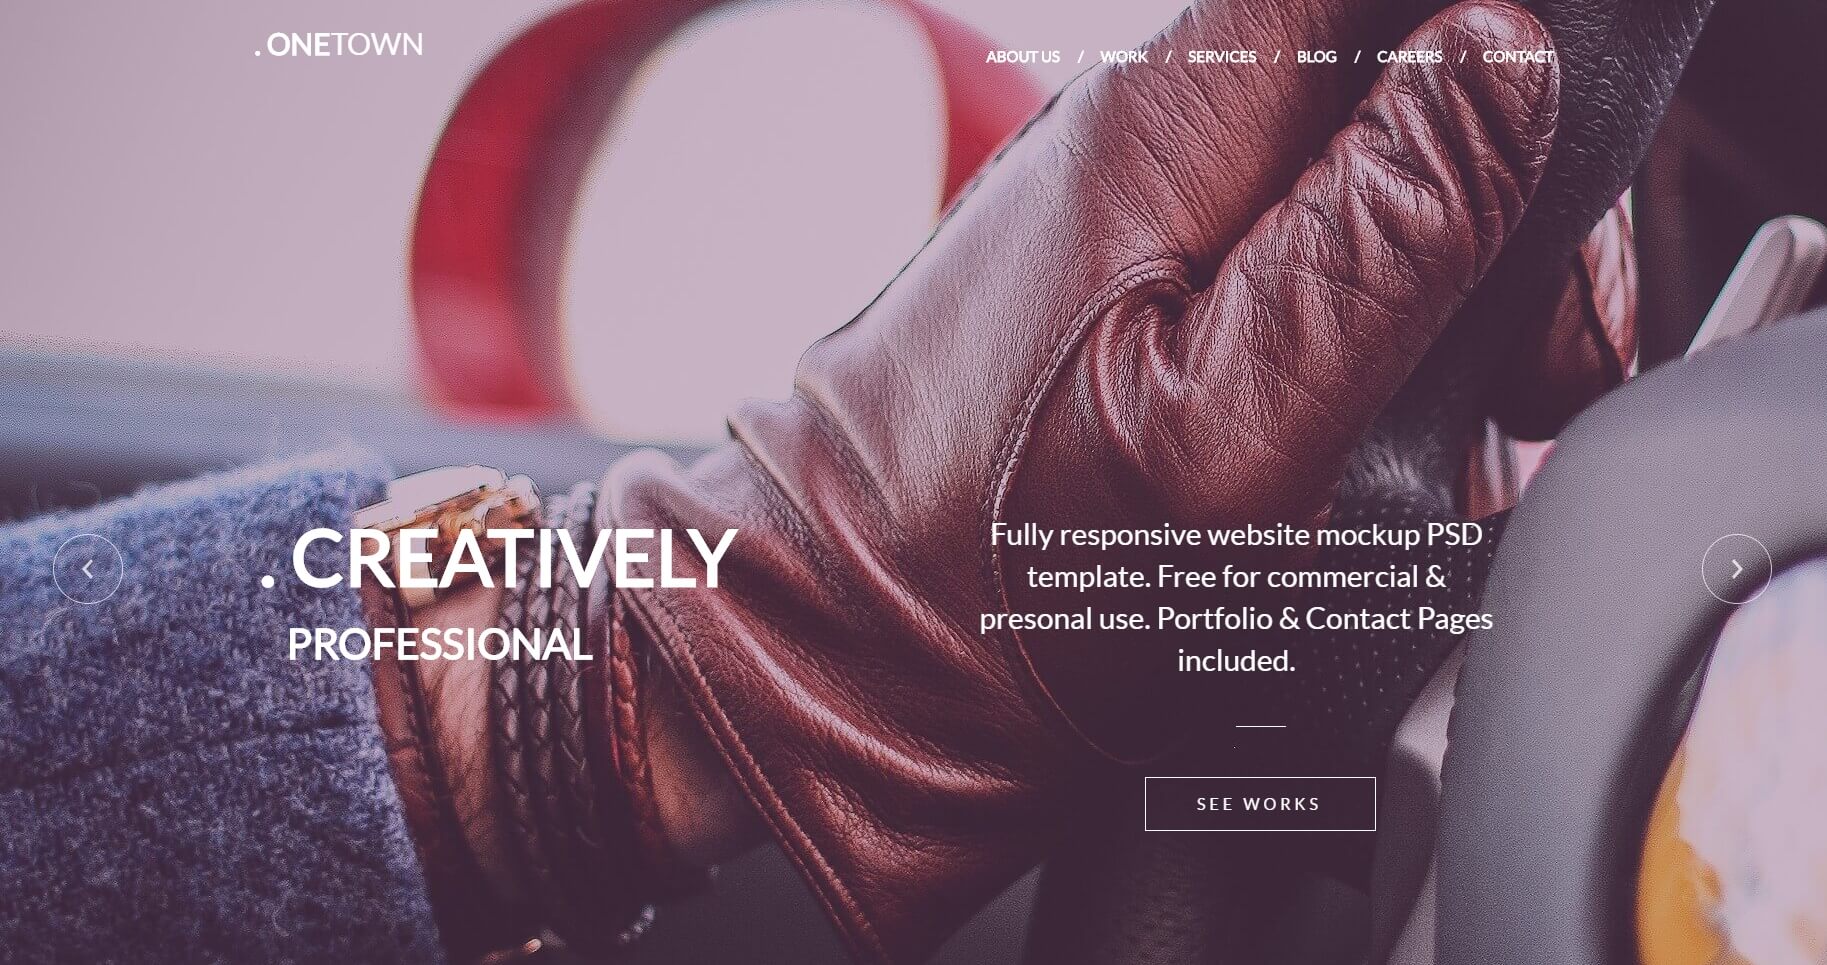 . ONETOWN
ABOUT US / WORK / SERVICES / BLOG / CAREERS / CONTACT
. CREATIVELY
PROFESSIONAL
Fully responsive website mockup PSD
template. Free for commercial &
presonal use. Portfolio & Contact Pages
included.
SEE WORKS